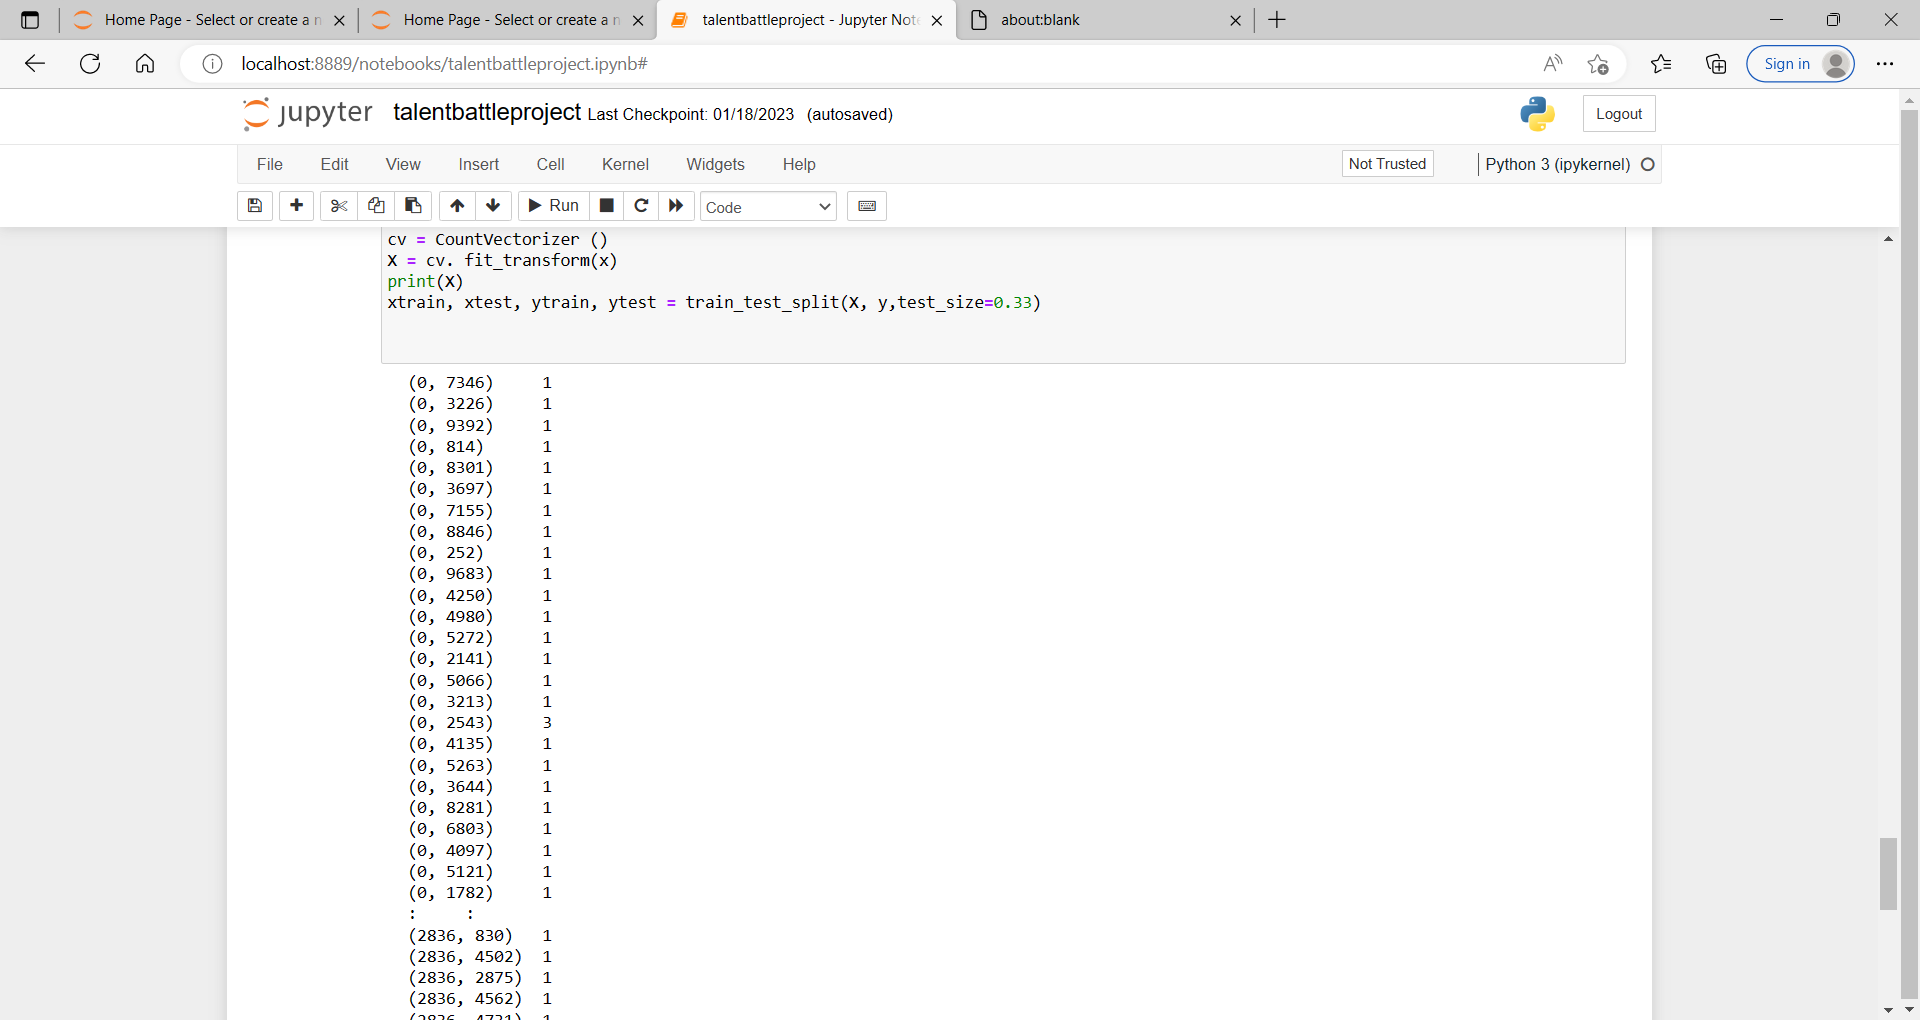 Home Page - Select or create a n
Home Page - Select or create a n
talentbattleproject - Jupyter Note
about:blank
localhost:8889/notebooks/talentbattleproject.ipynb#
Sign in
jupyter talentbattleproject Last Checkpoint: 01/18/2023 (autosaved)
Logout
File Edit View Insert Cell Kernel Widgets Help
Not Trusted
Python 3 (ipykernel)
Run
Code
cv = CountVectorizer ()
X = cv. fit_transform(x)
print(X)
xtrain, xtest, ytrain, ytest = train_test_split(X, y,test_size=0.33)
(0, 7346) 1
(0, 3226) 1
(0, 9392) 1
(0, 814) 1
(0, 8301) 1
(0, 3697) 1
(0, 7155) 1
(0, 8846) 1
(0, 252) 1
(0, 9683) 1
(0, 4250) 1
(0, 4980) 1
(0, 5272) 1
(0, 2141) 1
(0, 5066) 1
(0, 3213) 1
(0, 2543) 3
(0, 4135) 1
(0, 5263) 1
(0, 3644) 1
(0, 8281) 1
(0, 6803) 1
(0, 4097) 1
(0, 5121) 1
(0, 1782) 1
: :
(2836, 830) 1
(2836, 4502) 1
(2836, 2875) 1
(2836, 4562) 1
(2836, 4731) 1